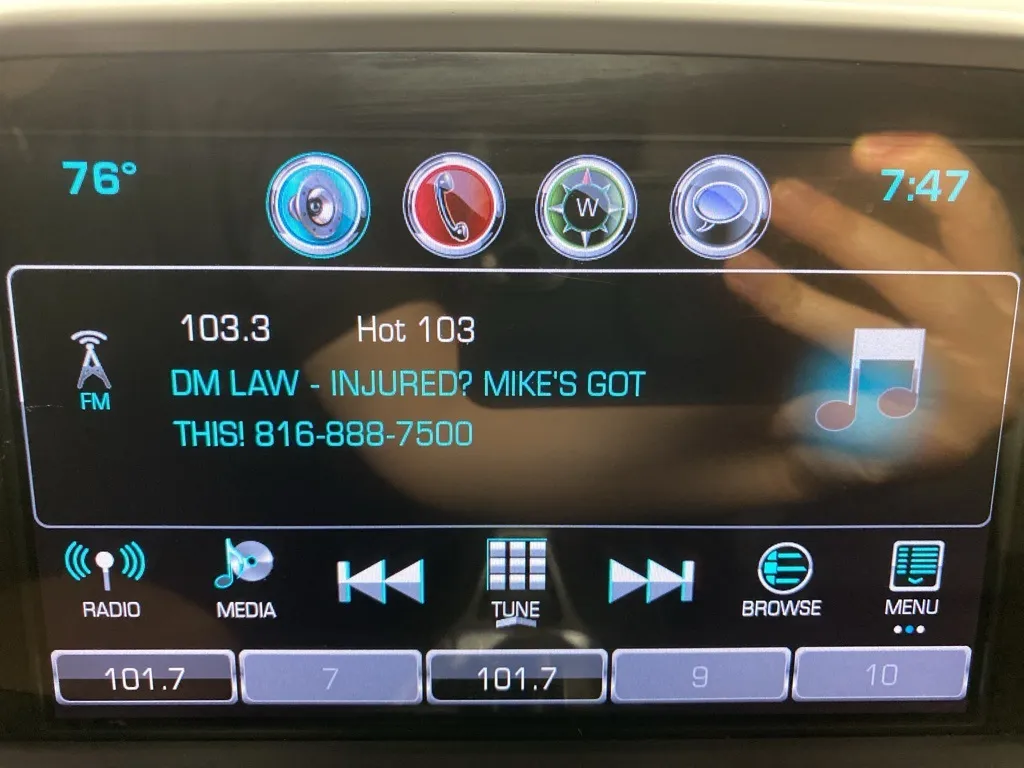 76° 7:47
W
103.3 Hot 103
DM LAW - INJURED? MIKE'S GOT
THIS! 816-888-7500
FM
RADIO MEDIA TUNE BROWSE MENU
101.7 7 101.7 9 10